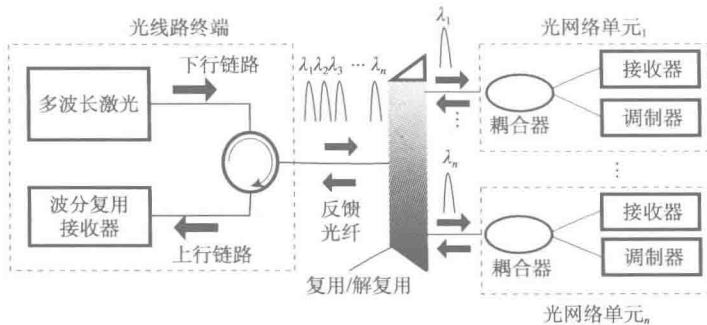 光线路终端
下行链路
多波长激光
波分复用
接收器
上行链路
λ₁λ₂λ₃ ⋯ λₙ
反馈
光纤
复用/解复用
λ₁
⋮
λₙ
光网络单元₁
接收器
耦合器
调制器
⋮
接收器
耦合器
调制器
光网络单元ₙ